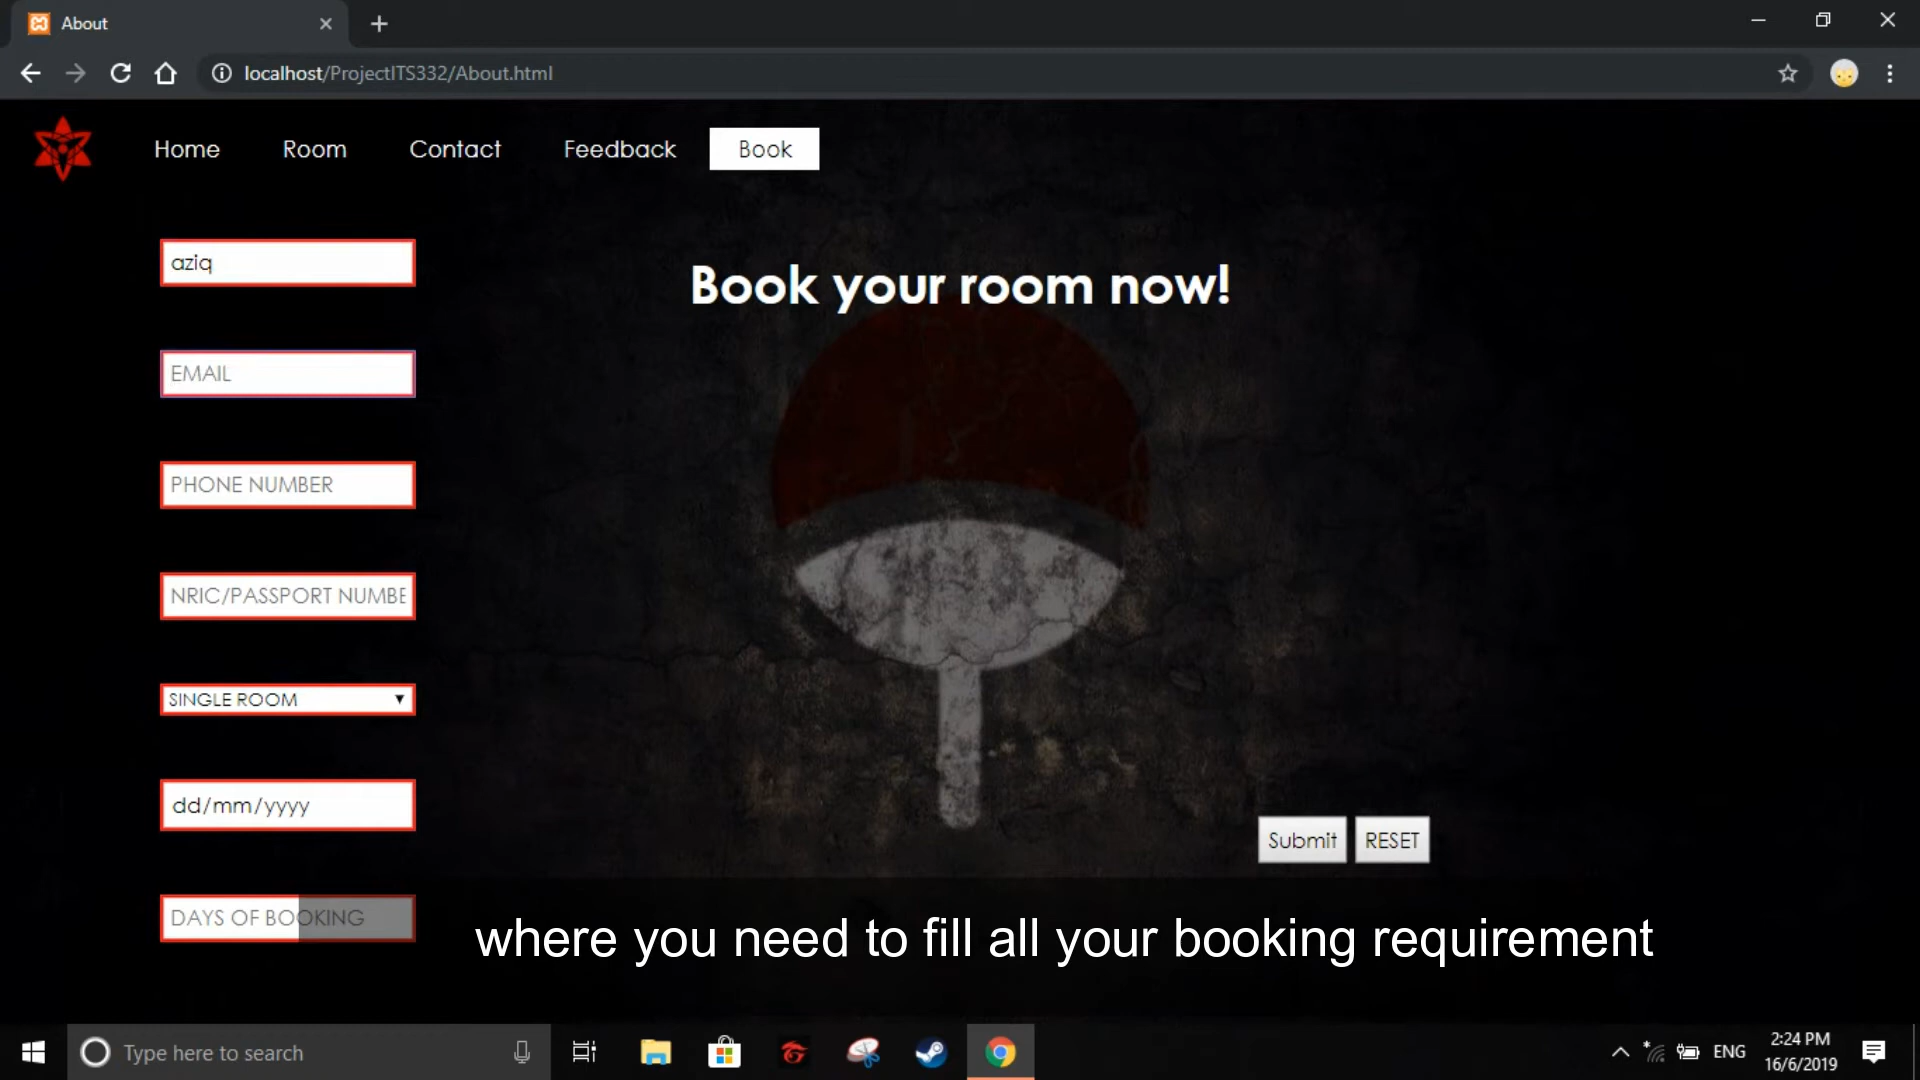 About
localhost/ProjectITS332/About.html
Home Room Contact Feedback Book
aziq
Book your room now!
EMAIL
PHONE NUMBER
NRIC/PASSPORT NUMBE
SINGLE ROOM
dd/mm/yyyy
Submit RESET
DAYS OF BOOKING
where you need to fill all your booking requirement
Type here to search
ENG
2:24 PM
16/6/2019